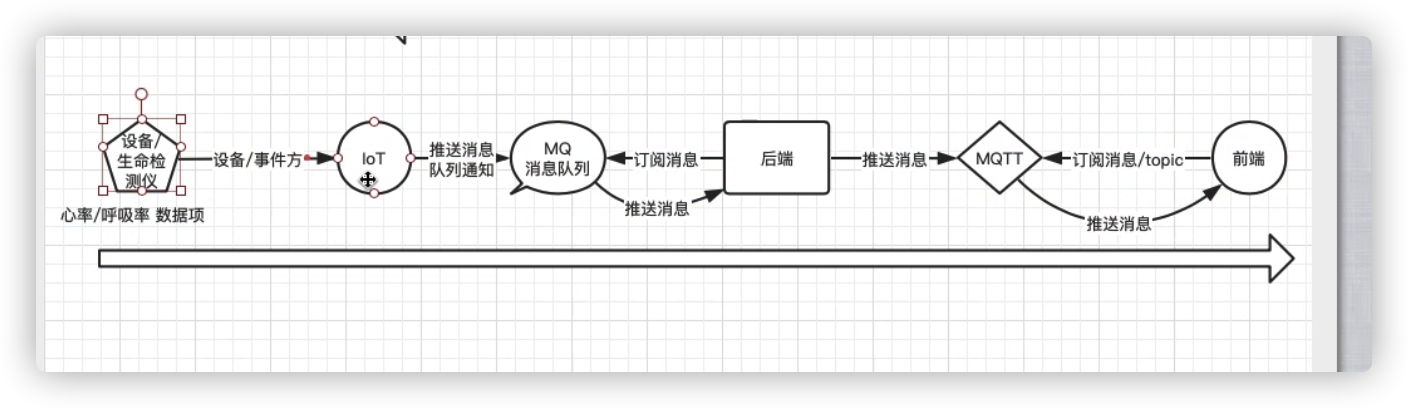 设备/
生命检
测仪
心率/呼吸率 数据项
设备/事件方
IoT
推送消息
队列通知
MQ
消息队列
订阅消息
推送消息
后端
推送消息
MQTT
订阅消息/topic
推送消息
前端